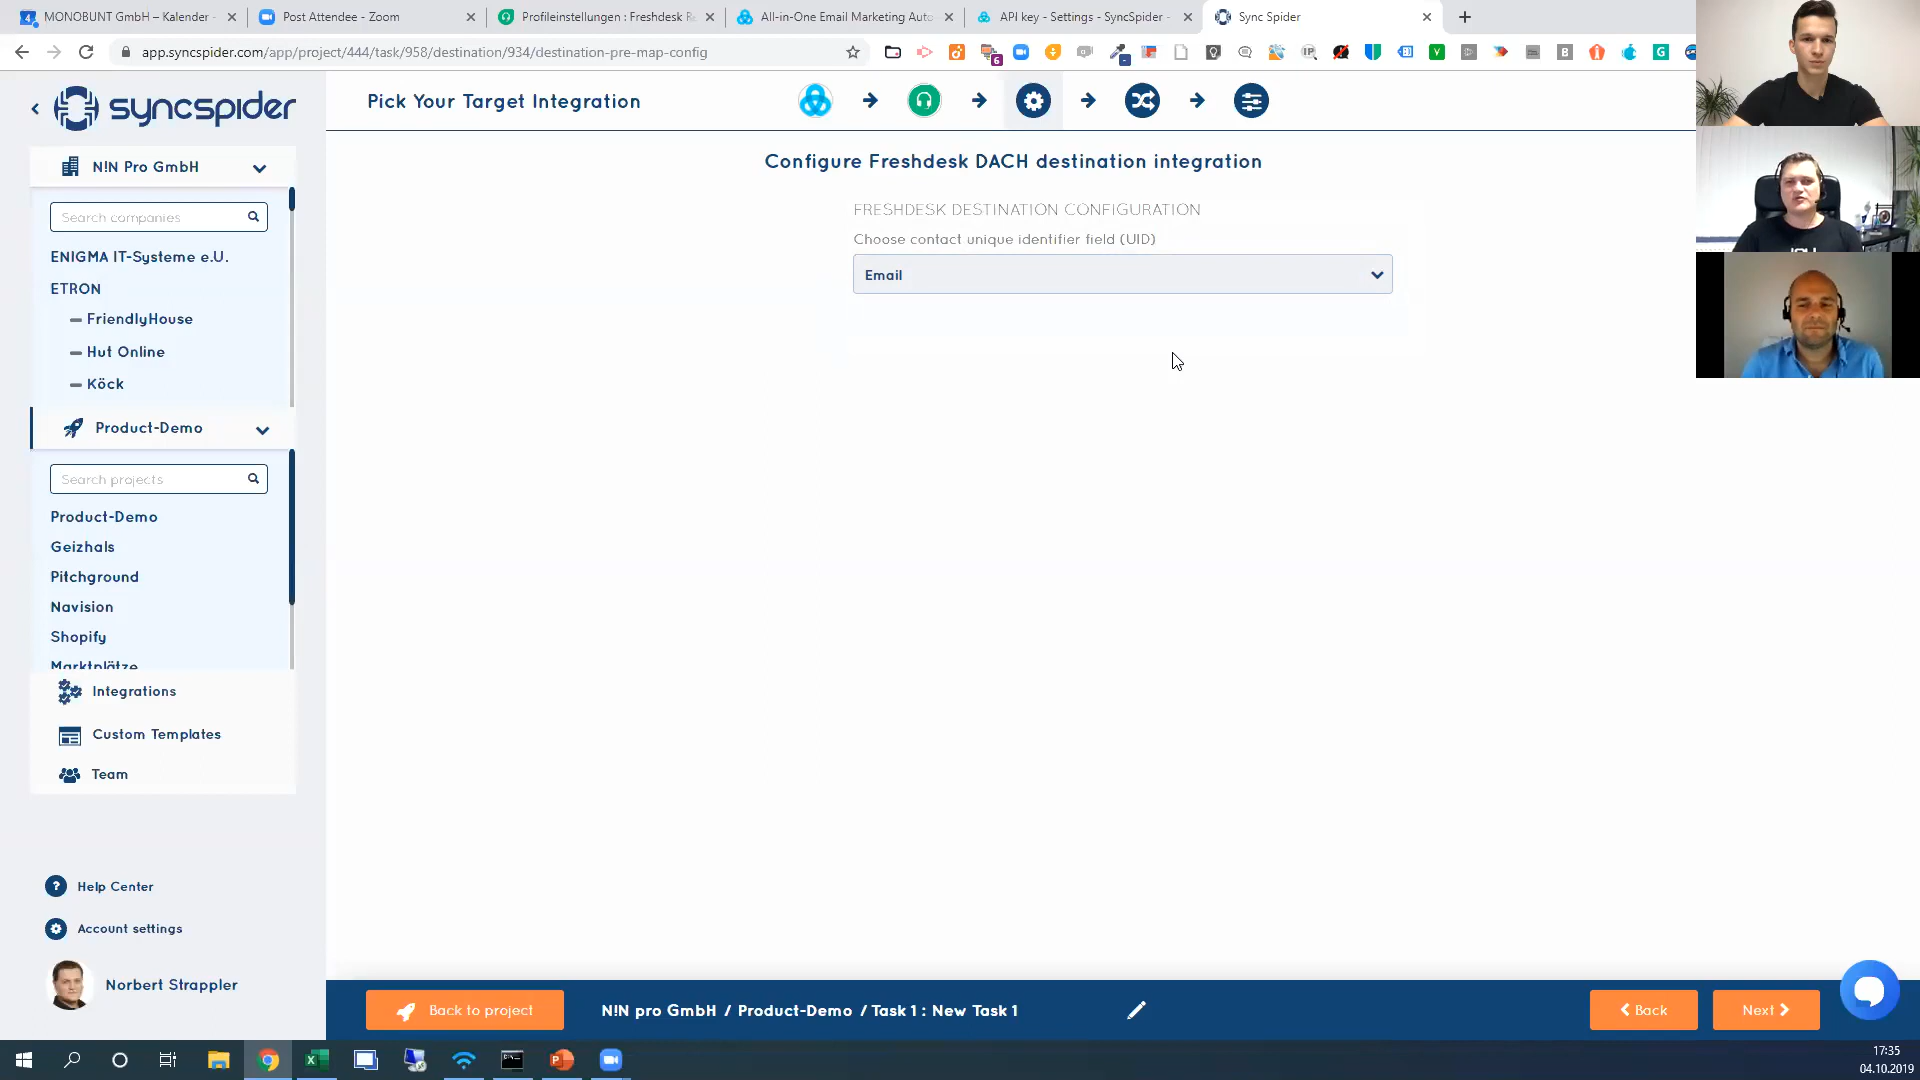 MONOBUNT GmbH – Kalender -
Post Attendee - Zoom
Profileinstellungen : Freshdesk R
All-in-One Email Marketing Auto
API key - Settings - SyncSpider -
Sync Spider
app.syncspider.com/app/project/444/task/958/destination/934/destination-pre-map-config
syncspider
Pick Your Target Integration
N!N Pro GmbH
Search companies
ENIGMA IT-Systeme e.U.
ETRON
FriendlyHouse
Hut Online
Köck
Product-Demo
Search projects
Product-Demo
Geizhals
Pitchground
Navision
Shopify
Marktplätze
Integrations
Custom Templates
Team
Help Center
Account settings
Norbert Strappler
Configure Freshdesk DACH destination integration
FRESHDESK DESTINATION CONFIGURATION
Choose contact unique identifier field (UID)
Email
Back to project
N!N pro GmbH / Product-Demo / Task 1 : New Task 1
Back
Next
17:35
04.10.2019